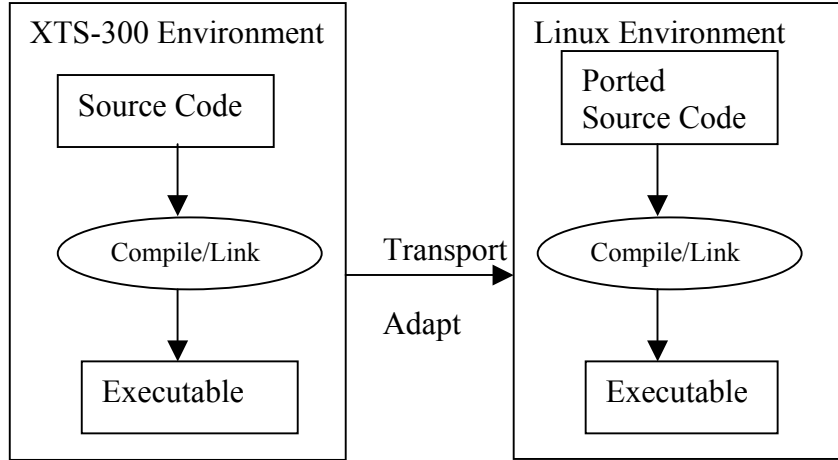 XTS-300 Environment
Source Code
Compile/Link
Executable
Transport
Adapt
Linux Environment
Ported
Source Code
Compile/Link
Executable